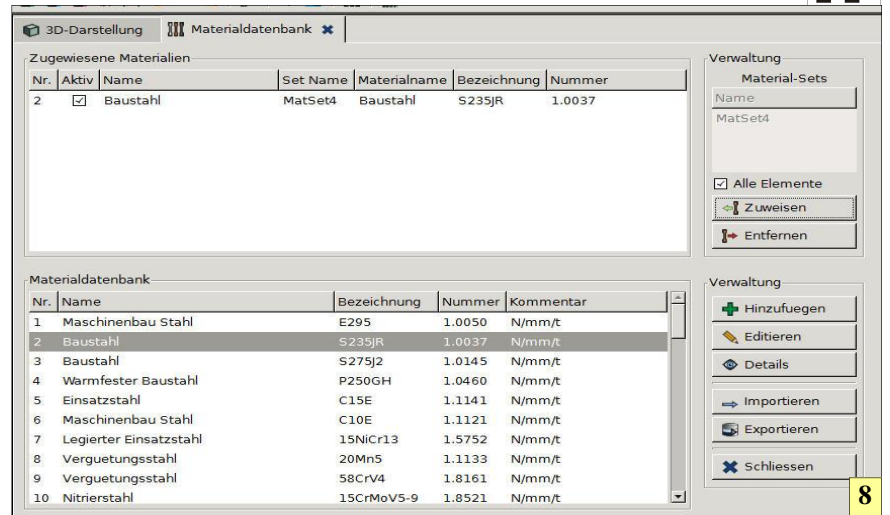 3D-Darstellung Materialdatenbank
Zugewiesene Materialien
Nr. Aktiv Name Set Name Materialname Bezeichnung Nummer
2 Baustahl MatSet4 Baustahl S235JR 1.0037
Verwaltung
Material-Sets
Name
MatSet4
Alle Elemente
Zuweisen
Entfernen
Materialdatenbank
Nr. Name Bezeichnung Nummer Kommentar
1 Maschinenbau Stahl E295 1.0050 N/mm/t
2 Baustahl S235JR 1.0037 N/mm/t
3 Baustahl S275J2 1.0145 N/mm/t
4 Warmfester Baustahl P250GH 1.0460 N/mm/t
5 Einsatzstahl C15E 1.1141 N/mm/t
6 Maschinenbau Stahl C10E 1.1121 N/mm/t
7 Legierter Einsatzstahl 15NiCr13 1.5752 N/mm/t
8 Verguetungsstahl 20Mn5 1.1133 N/mm/t
9 Verguetungsstahl 58CrV4 1.8161 N/mm/t
10 Nitrierstahl 15CrMoV5-9 1.8521 N/mm/t
Verwaltung
Hinzufuegen
Editieren
Details
Importieren
Exportieren
Schliessen
8